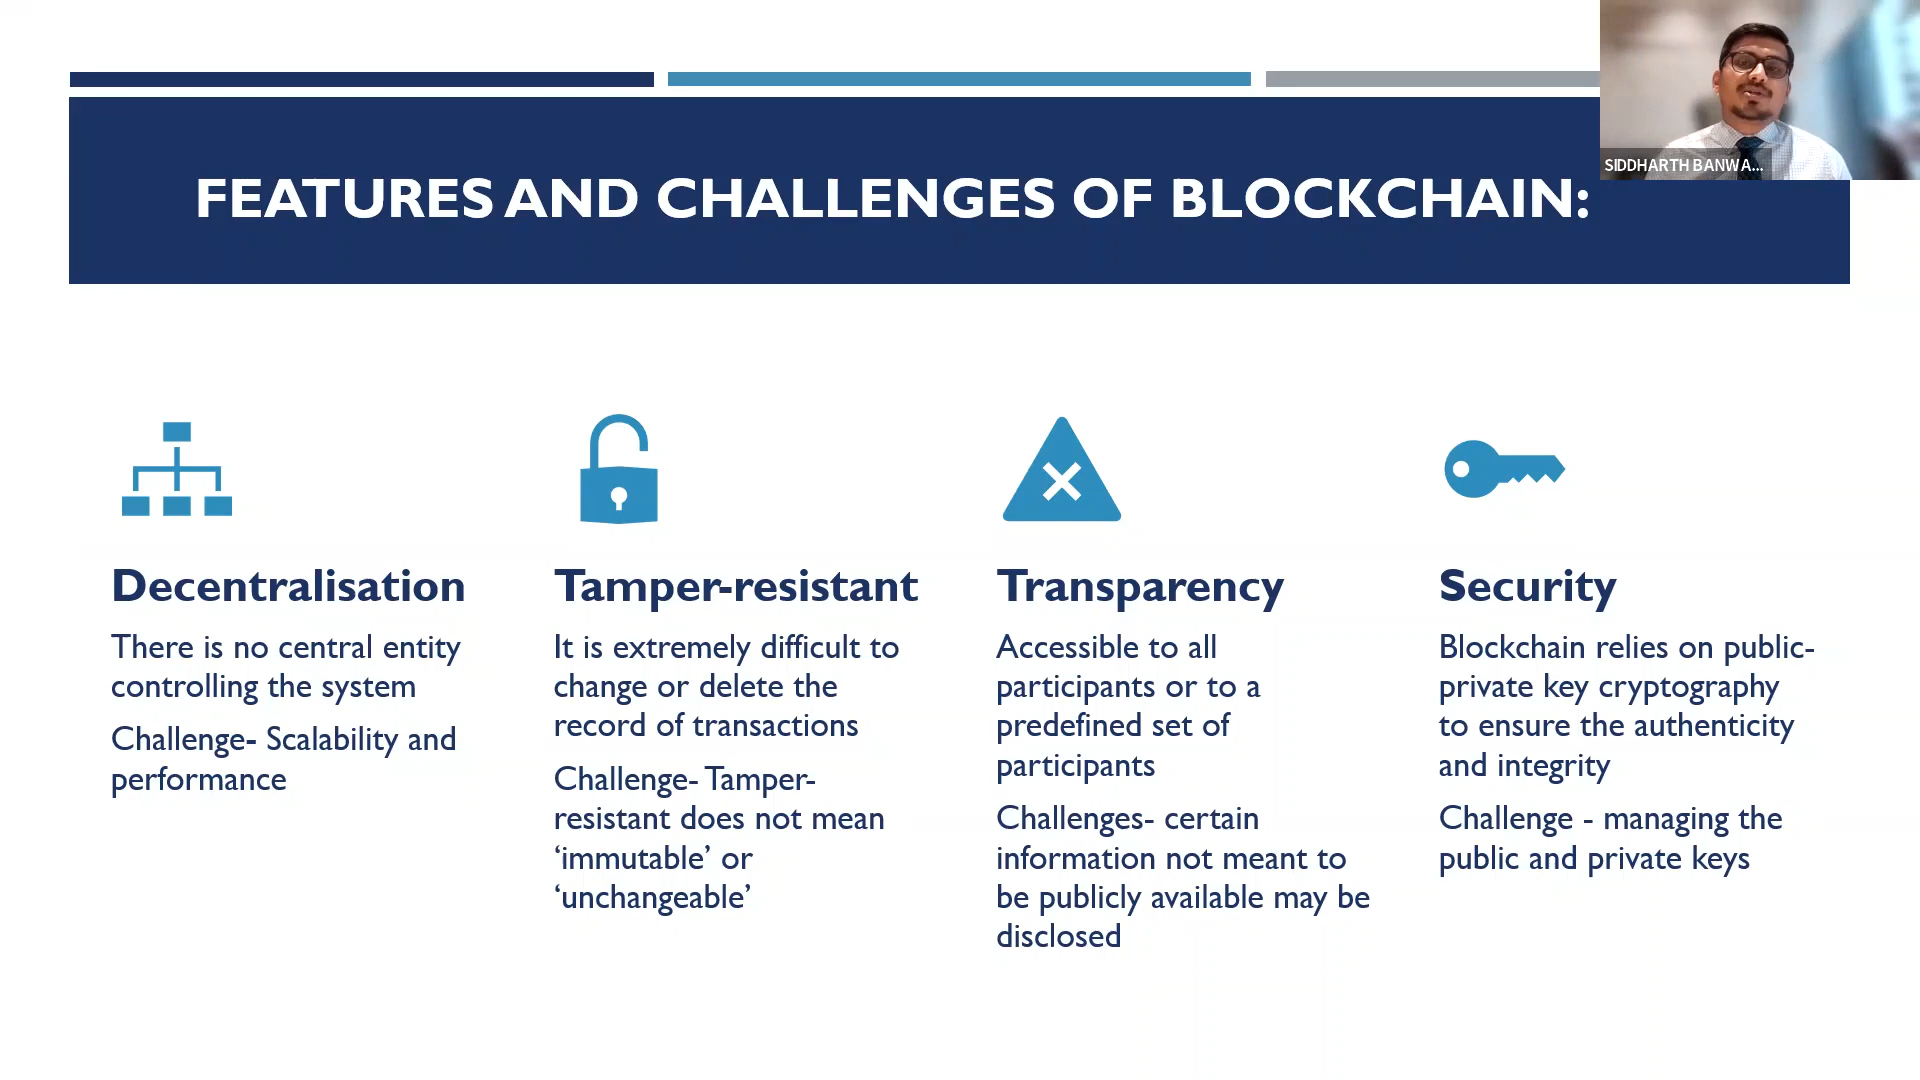 SIDDHARTH BANWA...
FEATURES AND CHALLENGES OF BLOCKCHAIN:
Decentralisation
There is no central entity
controlling the system
Challenge- Scalability and
performance
Tamper-resistant
It is extremely difficult to
change or delete the
record of transactions
Challenge- Tamper-
resistant does not mean
‘immutable’ or
‘unchangeable’
Transparency
Accessible to all
participants or to a
predefined set of
participants
Challenges- certain
information not meant to
be publicly available may be
disclosed
Security
Blockchain relies on public-
private key cryptography
to ensure the authenticity
and integrity
Challenge - managing the
public and private keys